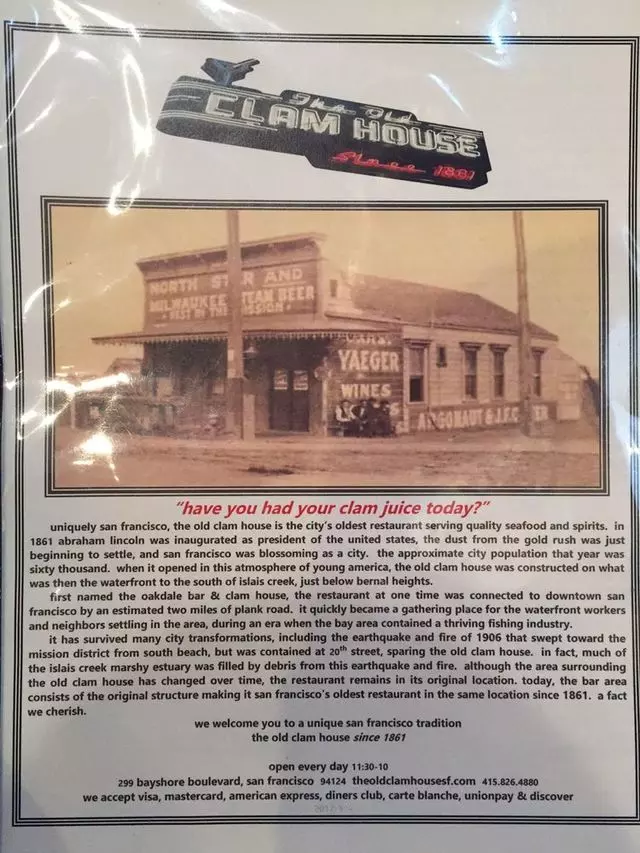 The Old
CLAM HOUSE
Since 1861
NORTH STAR AND
MILWAUKEE STEAM BEER
BEST IN THE MISSION
YAEGER
WINES
ARGONAUT & J.F.C.
"have you had your clam juice today?"
uniquely san francisco, the old clam house is the city's oldest restaurant serving quality seafood and spirits. in
1861 abraham lincoln was inaugurated as president of the united states, the dust from the gold rush was just
beginning to settle, and san francisco was blossoming as a city. the approximate city population that year was
sixty thousand. when it opened in this atmosphere of young america, the old clam house was constructed on what
was then the waterfront to the south of islais creek, just below bernal heights.
first named the oakdale bar & clam house, the restaurant at one time was connected to downtown san
francisco by an estimated two miles of plank road. it quickly became a gathering place for the waterfront workers
and neighbors settling in the area, during an era when the bay area contained a thriving fishing industry.
it has survived many city transformations, including the earthquake and fire of 1906 that swept toward the
mission district from south beach, but was contained at 20th street, sparing the old clam house. in fact, much of
the islais creek marshy estuary was filled by debris from this earthquake and fire. although the area surrounding
the old clam house has changed over time, the restaurant remains in its original location. today, the bar area
consists of the original structure making it san francisco's oldest restaurant in the same location since 1861. a fact
we cherish.
we welcome you to a unique san francisco tradition
the old clam house since 1861
open every day 11:30-10
299 bayshore boulevard, san francisco 94124 theoldclamhousesf.com 415.826.4880
we accept visa, mastercard, american express, diners club, carte blanche, unionpay & discover